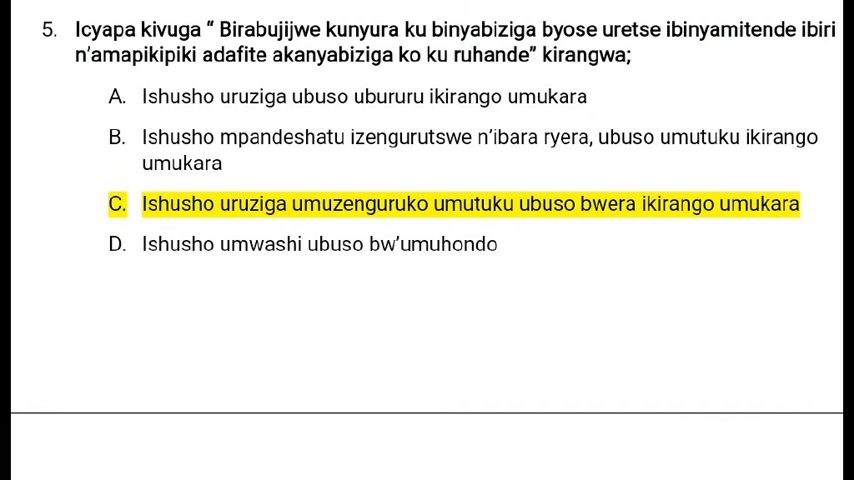 5. Icyapa kivuga “ Birabujijwe kunyura ku binyabiziga byose uretse ibinyamitende ibiri
n’amapikipiki adafite akanyabiziga ko ku ruhande” kirangwa;
A. Ishusho uruziga ubuso ubururu ikirango umukara
B. Ishusho mpandeshatu izengurutswe n’ibara ryera, ubuso umutuku ikirango
umukara
C. Ishusho uruziga umuzenguruko umutuku ubuso bwera ikirango umukara
D. Ishusho umwashi ubuso bw’umuhondo